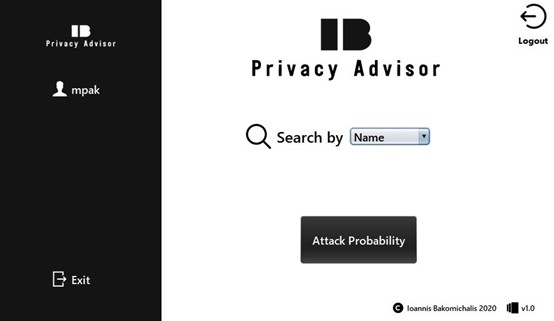 IB
Privacy Advisor
mpak
Exit
IB
Privacy Advisor
Logout
Search by Name
Attack Probability
C Ioannis Bakomichalis 2020 v1.0